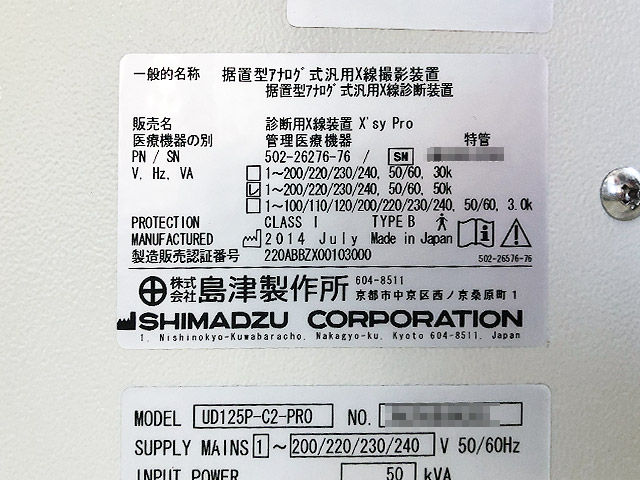 一般的名称 据置型アナログ式汎用X線撮影装置
据置型アナログ式汎用X線診断装置
販売名 診断用X線装置 X'sy Pro
医療機器の別 管理医療機器 特管
PN / SN 502-26276-76 / SN
V, Hz, VA 1~200/220/230/240, 50/60, 30k
1~200/220/230/240, 50/60, 50k
1~100/110/120/200/220/230/240, 50/60, 3.0k
PROTECTION CLASS I TYPE B
MANUFACTURED 2014 July Made in Japan
製造販売認証番号 220ABBZX00103000 502-26576-76
株式会社 島津製作所 604-8511
京都市中京区西ノ京桑原町1
SHIMADZU CORPORATION
1, Nishinokyo-Kuwabaracho, Nakagyo-ku, Kyoto 604-8511, Japan
MODEL UD125P-C2-PRO NO.
SUPPLY MAINS 1 ~ 200/220/230/240 V 50/60Hz
INPUT POWER 50 kVA